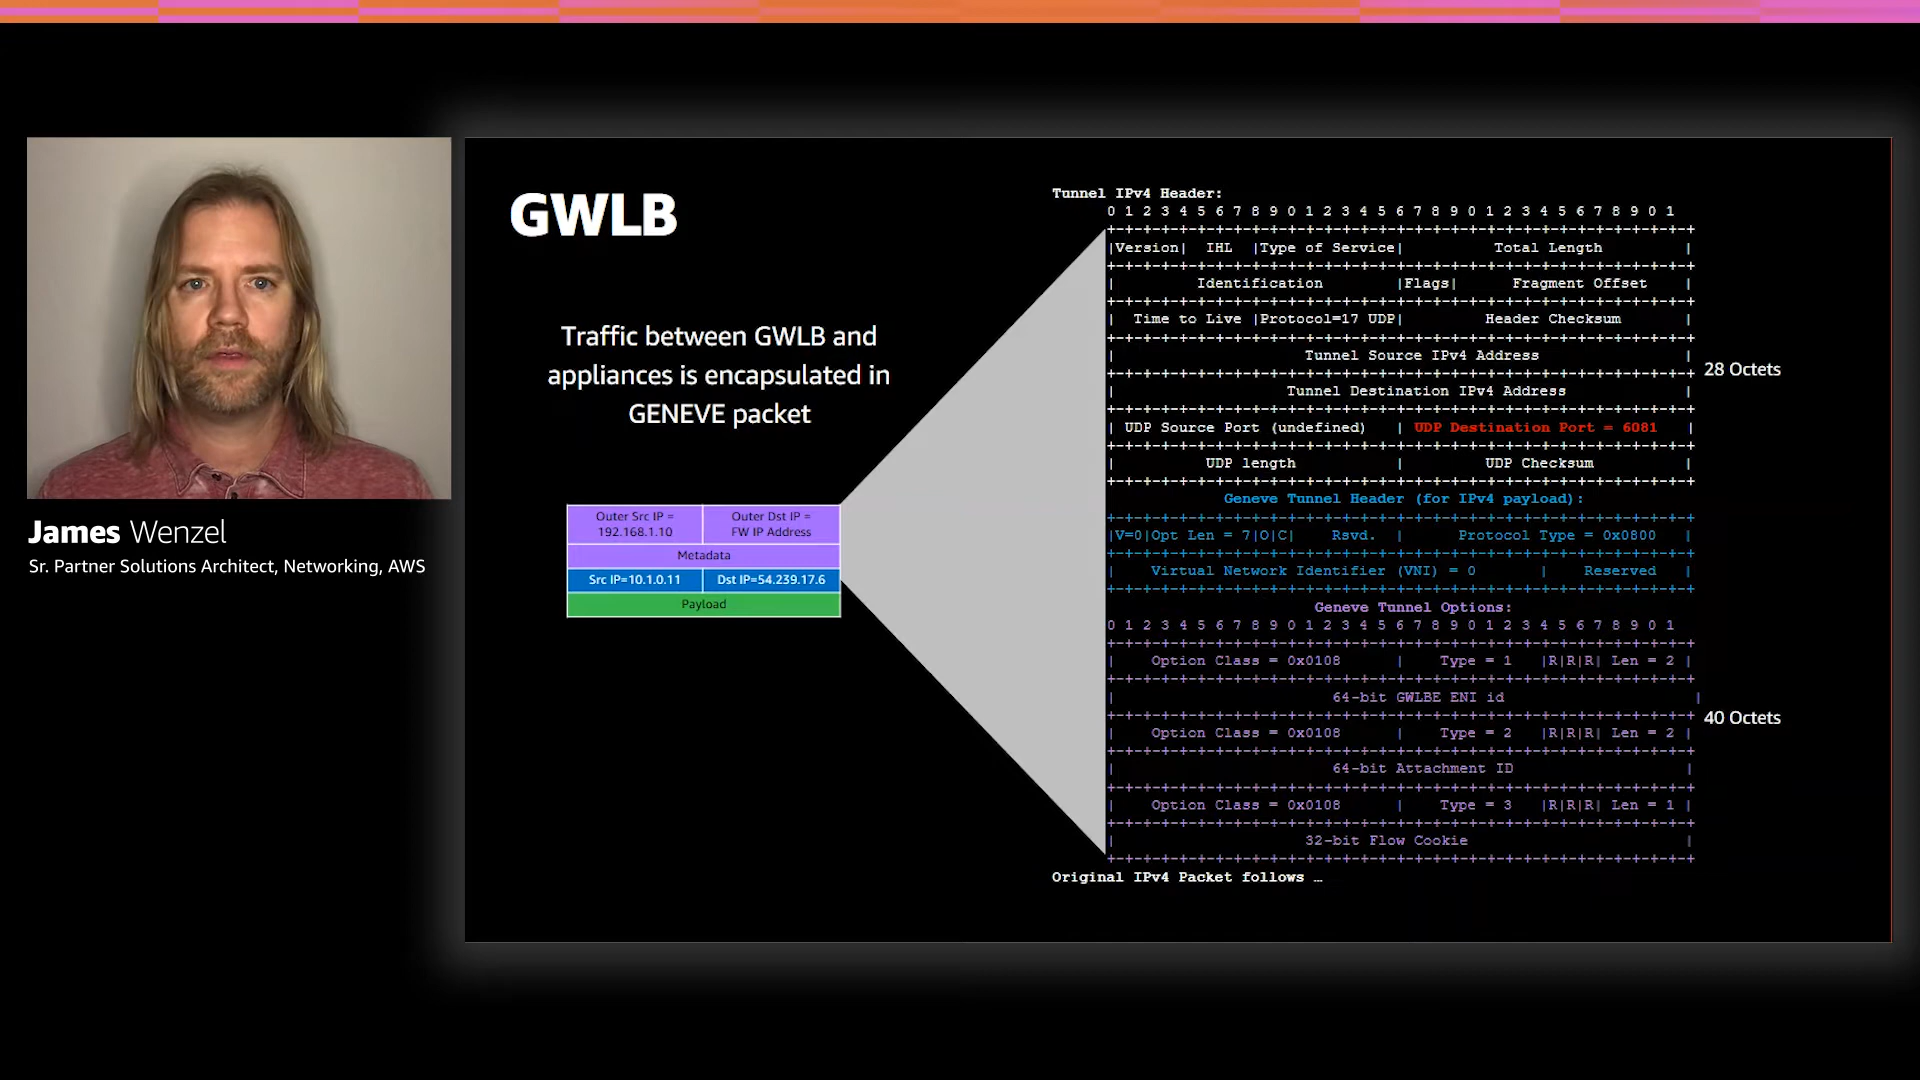 James Wenzel
Sr. Partner Solutions Architect, Networking, AWS
GWLB
Traffic between GWLB and
appliances is encapsulated in
GENEVE packet
Outer Src IP =
192.168.1.10
Outer Dst IP =
FW IP Address
Metadata
Src IP=10.1.0.11
Dst IP=54.239.17.6
Payload
Tunnel IPv4 Header:
0 1 2 3 4 5 6 7 8 9 0 1 2 3 4 5 6 7 8 9 0 1 2 3 4 5 6 7 8 9 0 1
+-+-+-+-+-+-+-+-+-+-+-+-+-+-+-+-+-+-+-+-+-+-+-+-+-+-+-+-+-+-+-+-+
|Version| IHL |Type of Service| Total Length |
+-+-+-+-+-+-+-+-+-+-+-+-+-+-+-+-+-+-+-+-+-+-+-+-+-+-+-+-+-+-+-+-+
| Identification |Flags| Fragment Offset |
+-+-+-+-+-+-+-+-+-+-+-+-+-+-+-+-+-+-+-+-+-+-+-+-+-+-+-+-+-+-+-+-+
| Time to Live |Protocol=17 UDP| Header Checksum |
+-+-+-+-+-+-+-+-+-+-+-+-+-+-+-+-+-+-+-+-+-+-+-+-+-+-+-+-+-+-+-+-+
| Tunnel Source IPv4 Address |
+-+-+-+-+-+-+-+-+-+-+-+-+-+-+-+-+-+-+-+-+-+-+-+-+-+-+-+-+-+-+-+-+
28 Octets
| Tunnel Destination IPv4 Address |
+-+-+-+-+-+-+-+-+-+-+-+-+-+-+-+-+-+-+-+-+-+-+-+-+-+-+-+-+-+-+-+-+
| UDP Source Port (undefined) | UDP Destination Port = 6081 |
+-+-+-+-+-+-+-+-+-+-+-+-+-+-+-+-+-+-+-+-+-+-+-+-+-+-+-+-+-+-+-+-+
| UDP length | UDP Checksum |
+-+-+-+-+-+-+-+-+-+-+-+-+-+-+-+-+-+-+-+-+-+-+-+-+-+-+-+-+-+-+-+-+
Geneve Tunnel Header (for IPv4 payload):
+-+-+-+-+-+-+-+-+-+-+-+-+-+-+-+-+-+-+-+-+-+-+-+-+-+-+-+-+-+-+-+-+
|V=0|Opt Len = 7|O|C| Rsvd. | Protocol Type = 0x0800 |
+-+-+-+-+-+-+-+-+-+-+-+-+-+-+-+-+-+-+-+-+-+-+-+-+-+-+-+-+-+-+-+-+
| Virtual Network Identifier (VNI) = 0 | Reserved |
+-+-+-+-+-+-+-+-+-+-+-+-+-+-+-+-+-+-+-+-+-+-+-+-+-+-+-+-+-+-+-+-+
Geneve Tunnel Options:
0 1 2 3 4 5 6 7 8 9 0 1 2 3 4 5 6 7 8 9 0 1 2 3 4 5 6 7 8 9 0 1
+-+-+-+-+-+-+-+-+-+-+-+-+-+-+-+-+-+-+-+-+-+-+-+-+-+-+-+-+-+-+-+-+
| Option Class = 0x0108 | Type = 1 |R|R|R| Len = 2 |
+-+-+-+-+-+-+-+-+-+-+-+-+-+-+-+-+-+-+-+-+-+-+-+-+-+-+-+-+-+-+-+-+
| 64-bit GWLBE ENI id |
+-+-+-+-+-+-+-+-+-+-+-+-+-+-+-+-+-+-+-+-+-+-+-+-+-+-+-+-+-+-+-+-+
40 Octets
| Option Class = 0x0108 | Type = 2 |R|R|R| Len = 2 |
+-+-+-+-+-+-+-+-+-+-+-+-+-+-+-+-+-+-+-+-+-+-+-+-+-+-+-+-+-+-+-+-+
| 64-bit Attachment ID |
+-+-+-+-+-+-+-+-+-+-+-+-+-+-+-+-+-+-+-+-+-+-+-+-+-+-+-+-+-+-+-+-+
| Option Class = 0x0108 | Type = 3 |R|R|R| Len = 1 |
+-+-+-+-+-+-+-+-+-+-+-+-+-+-+-+-+-+-+-+-+-+-+-+-+-+-+-+-+-+-+-+-+
| 32-bit Flow Cookie |
+-+-+-+-+-+-+-+-+-+-+-+-+-+-+-+-+-+-+-+-+-+-+-+-+-+-+-+-+-+-+-+-+
Original IPv4 Packet follows …